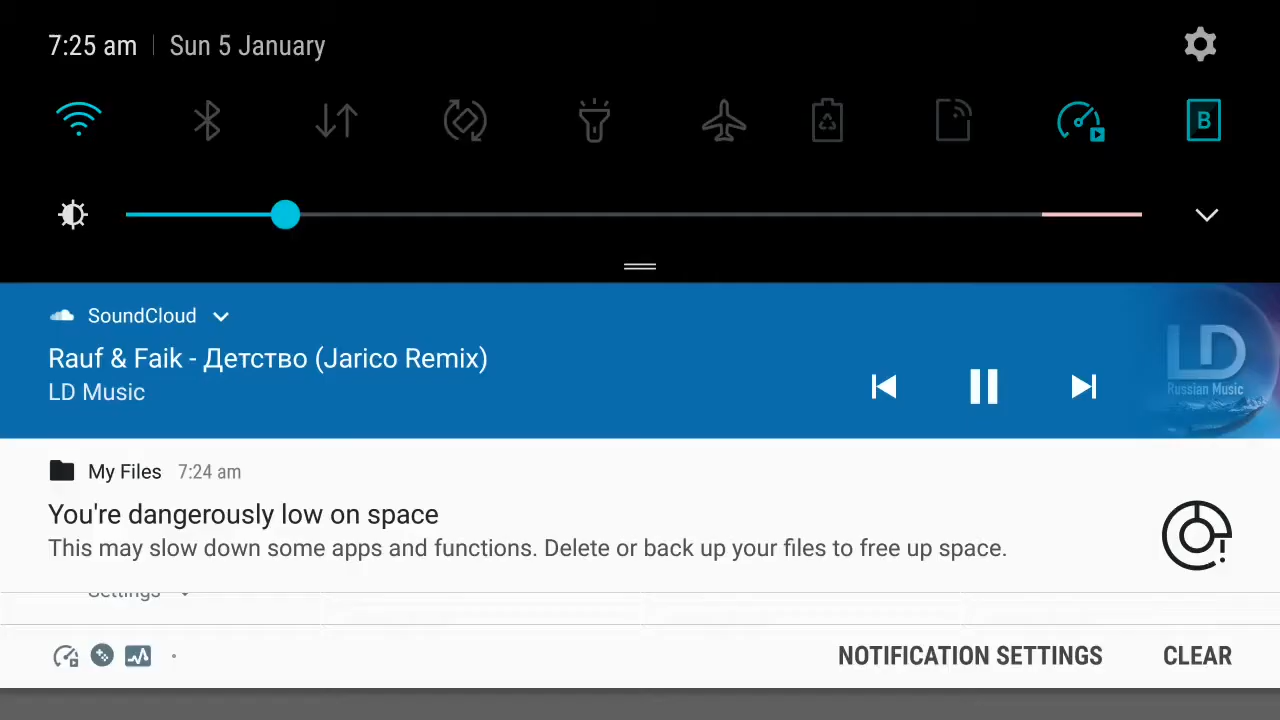 7:25 am | Sun 5 January
B
SoundCloud
Rauf & Faik - Детство (Jarico Remix)
LD Music
LD
Russian Music
My Files 7:24 am
You're dangerously low on space
This may slow down some apps and functions. Delete or back up your files to free up space.
Settings
NOTIFICATION SETTINGS CLEAR